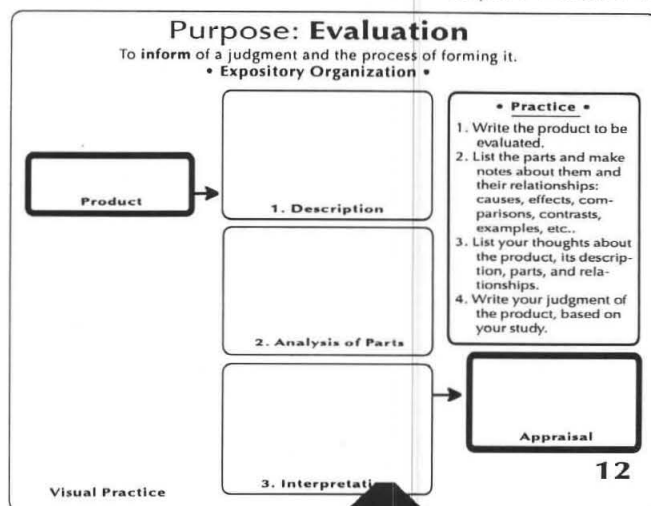 Purpose: Evaluation
To inform of a judgment and the process of forming it.
• Expository Organization •
Product
1. Description
2. Analysis of Parts
3. Interpretati
• Practice •
1. Write the product to be
evaluated.
2. List the parts and make
notes about them and
their relationships:
causes, effects, com-
parisons, contrasts,
examples, etc..
3. List your thoughts about
the product, its descrip-
tion, parts, and rela-
tionships.
4. Write your judgment of
the product, based on
your study.
Appraisal
12
Visual Practice